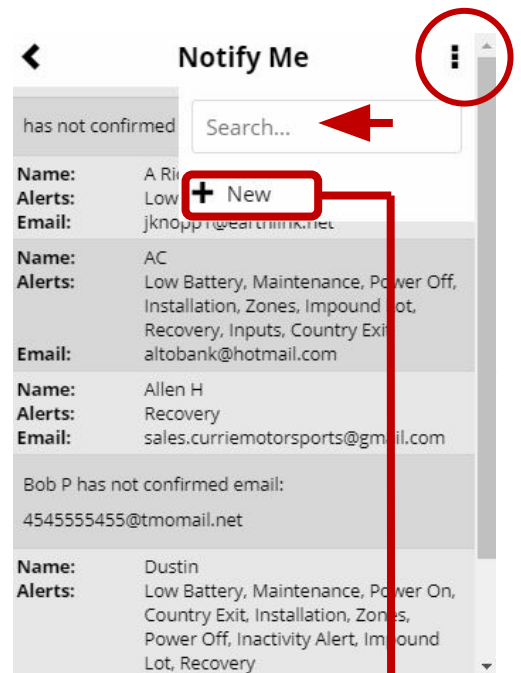 Notify Me
Search...
New
has not confirmed
Name: A
Alerts: Low
Email: jknopp1@earthlink.net
Name: AC
Alerts: Low Battery, Maintenance, Power Off,
Installation, Zones, Impound Lot,
Recovery, Inputs, Country Exit
Email: altobank@hotmail.com
Name: Allen H
Alerts: Recovery
Email: sales.curriemotorsports@gmail.com
Bob P has not confirmed email:
4545555455@tmomail.net
Name: Dustin
Alerts: Low Battery, Maintenance, Power On,
Country Exit, Installation, Zones,
Power Off, Inactivity Alert, Impound
Lot, Recovery